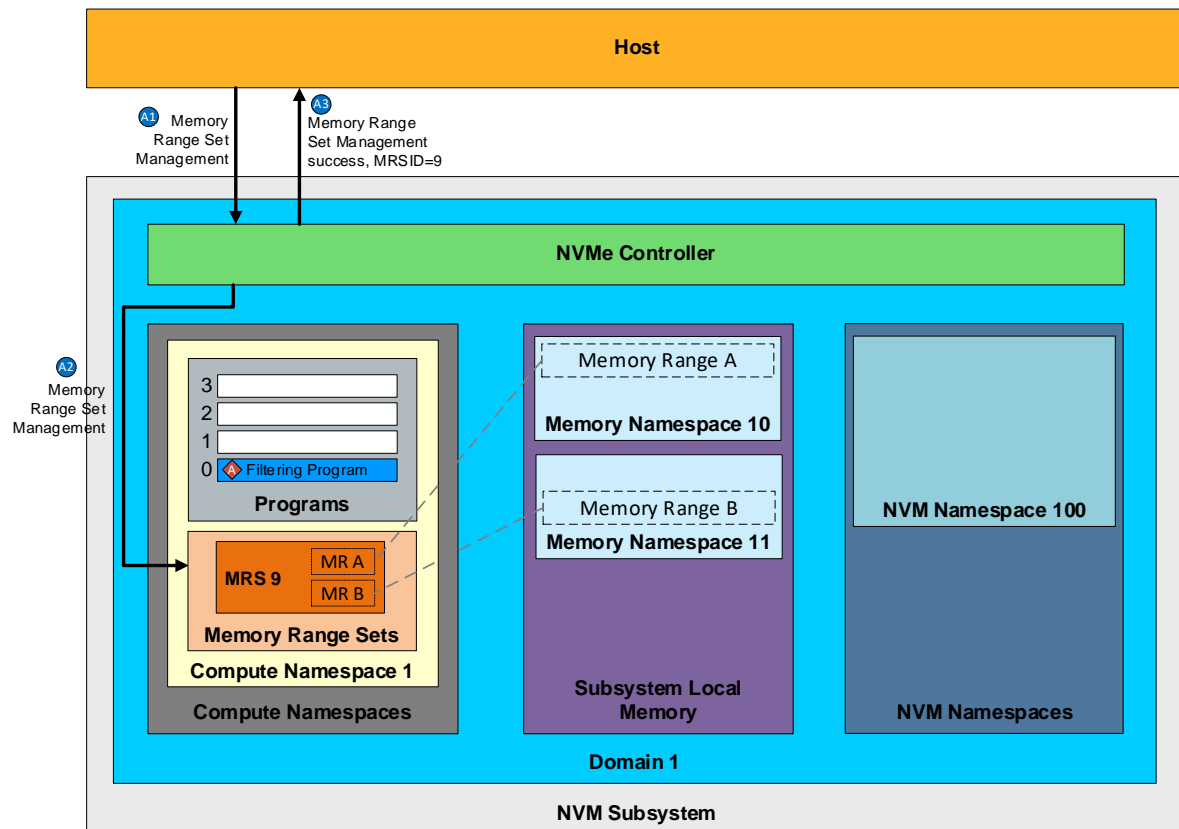 Host
A1 Memory
Range Set
Management
A3
Memory Range
Set Management
success, MRSID=9
NVMe Controller
A2
Memory
Range Set
Management
3
2
1
0 A Filtering Program
Programs
MRS 9
MR A
MR B
Memory Range Sets
Compute Namespace 1
Compute Namespaces
Memory Range A
Memory Namespace 10
Memory Range B
Memory Namespace 11
Subsystem Local
Memory
NVM Namespace 100
NVM Namespaces
Domain 1
NVM Subsystem